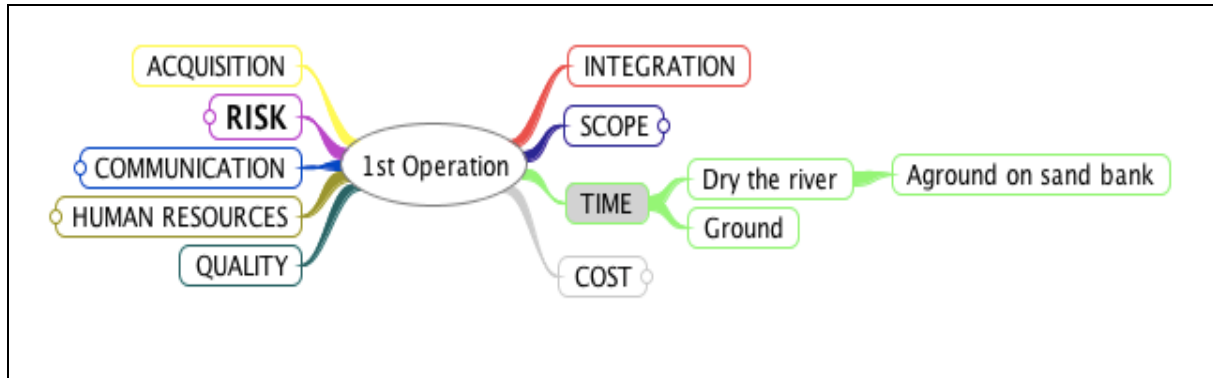 ACQUISITION
RISK
COMMUNICATION
HUMAN RESOURCES
QUALITY
1st Operation
INTEGRATION
SCOPE
TIME
Dry the river
Aground on sand bank
Ground
COST